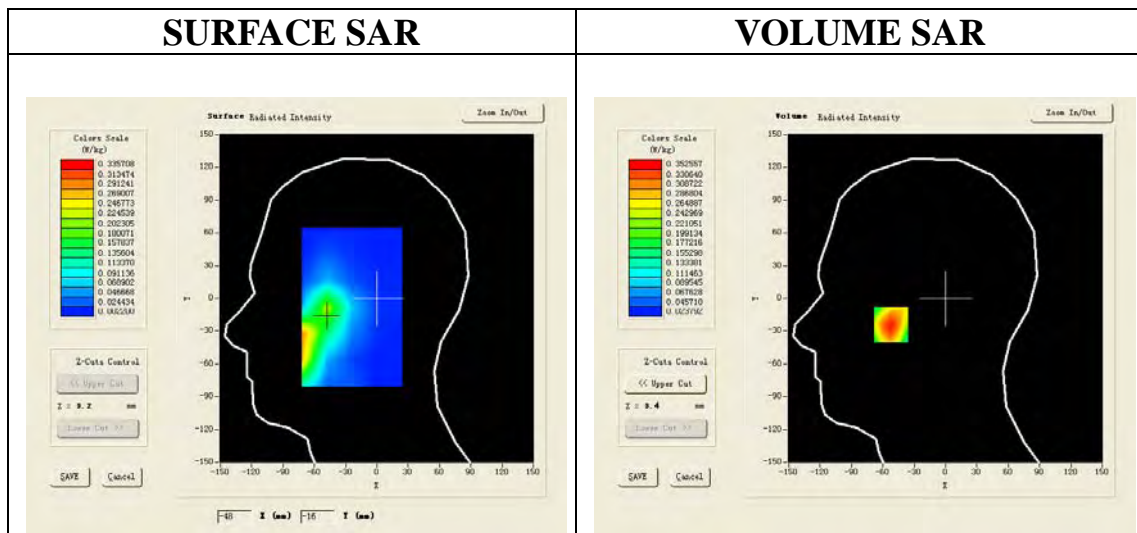 SURFACE SAR
VOLUME SAR
Surface Radiated Intensity
Zoom In/Out
Colors Scale
(W/kg)
0.335708
0.313474
0.291241
0.269007
0.246773
0.224539
0.202305
0.180071
0.157837
0.135604
0.113370
0.091136
0.068902
0.046668
0.024434
0.002200
150
120
90
60
30
0
-30
-60
-90
-120
-150
Y
-150 -120 -90 -60 -30 0 30 60 90 120 150
X
Z-Cuts Control
<< Upper Cut
Z = 0.2 mm
Lower Cut >>
SAVE Cancel
-48 X (mm) -16 Y (mm)
Volume Radiated Intensity
Zoom In/Out
Colors Scale
(W/kg)
0.352557
0.330640
0.308722
0.286804
0.264887
0.242969
0.221051
0.199134
0.177216
0.155298
0.133381
0.111463
0.089545
0.067628
0.045710
0.023792
150
120
90
60
30
0
-30
-60
-90
-120
-150
Y
-150 -120 -90 -60 -30 0 30 60 90 120 150
X
Z-Cuts Control
<< Upper Cut
mm
Lower Cut >>
SAVE Cancel